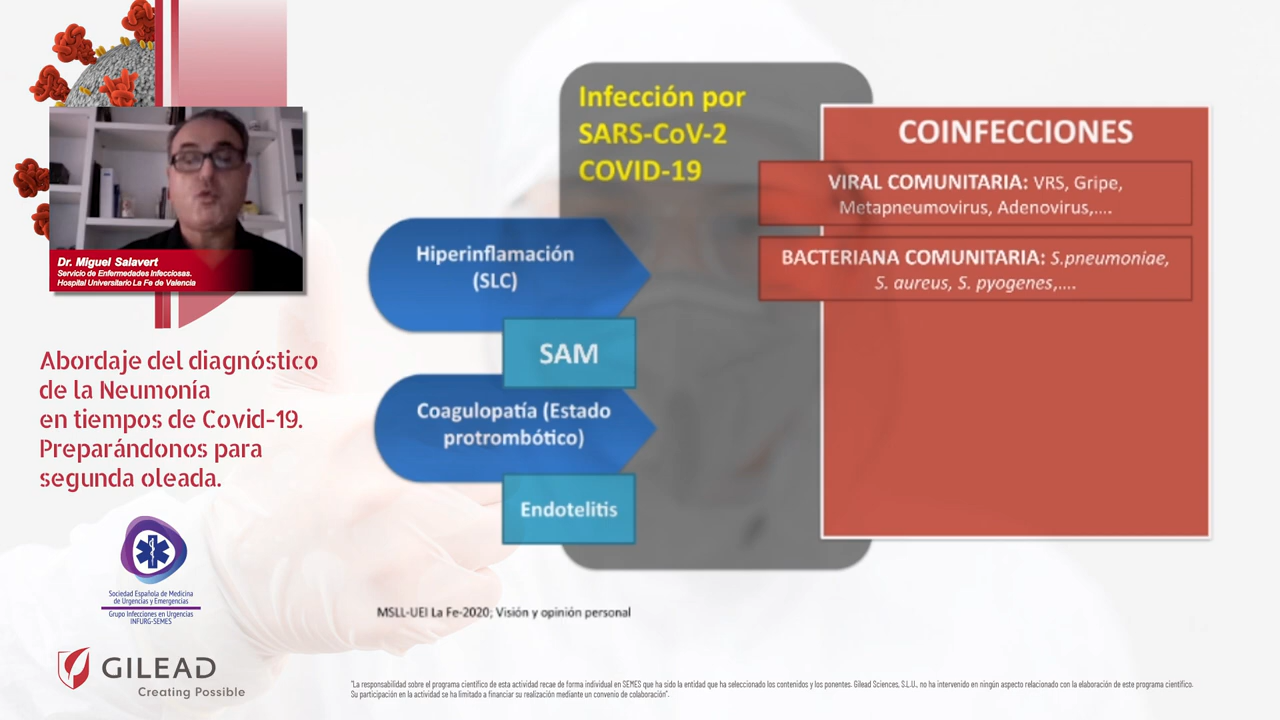 Dr. Miguel Salavert
Servicio de Enfermedades Infecciosas.
Hospital Universitario La Fe de Valencia
Abordaje del diagnóstico
de la Neumonía
en tiempos de Covid-19.
Preparándonos para
segunda oleada.
Sociedad Española de Medicina
de Urgencias y Emergencias
Grupo Infecciones en Urgencias
INFURG-SEMES
GILEAD
Creating Possible
Infección por
SARS-CoV-2
COVID-19
Hiperinflamación
(SLC)
SAM
Coagulopatía (Estado
protrombótico)
Endotelitis
COINFECCIONES
VIRAL COMUNITARIA: VRS, Gripe,
Metapneumovirus, Adenovirus,....
BACTERIANA COMUNITARIA: S.pneumoniae,
S. aureus, S. pyogenes,....
MSLL-UEI La Fe-2020; Visión y opinión personal
"La responsabilidad sobre el programa científico de esta actividad recae de forma individual en SEMES que ha sido la entidad que ha seleccionado los contenidos y los ponentes. Gilead Sciences, S.L.U., no ha intervenido en ningún aspecto relacionado con la elaboración de este programa científico.
Su participación en la actividad se ha limitado a financiar su realización mediante un convenio de colaboración".